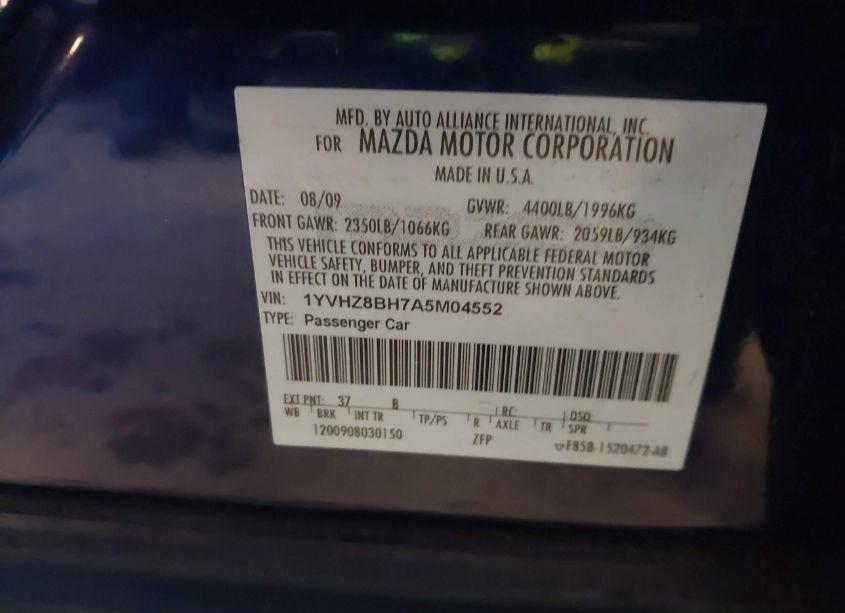 MFD. BY AUTO ALLIANCE INTERNATIONAL, INC.
FOR MAZDA MOTOR CORPORATION
MADE IN U.S.A.
DATE: 08/09 GVWR: 4400LB/1996KG
FRONT GAWR: 2350LB/1066KG REAR GAWR: 2059LB/934KG
THIS VEHICLE CONFORMS TO ALL APPLICABLE FEDERAL MOTOR
VEHICLE SAFETY, BUMPER, AND THEFT PREVENTION STANDARDS
IN EFFECT ON THE DATE OF MANUFACTURE SHOWN ABOVE.
VIN: 1YVHZ8BH7A5M04552
TYPE: Passenger Car
EXT PNT: 37 B RC: DSO:
WB BRK INT TR TP/PS R AXLE TR SPR
1200908030150 ZFP F85B-1520472-AB